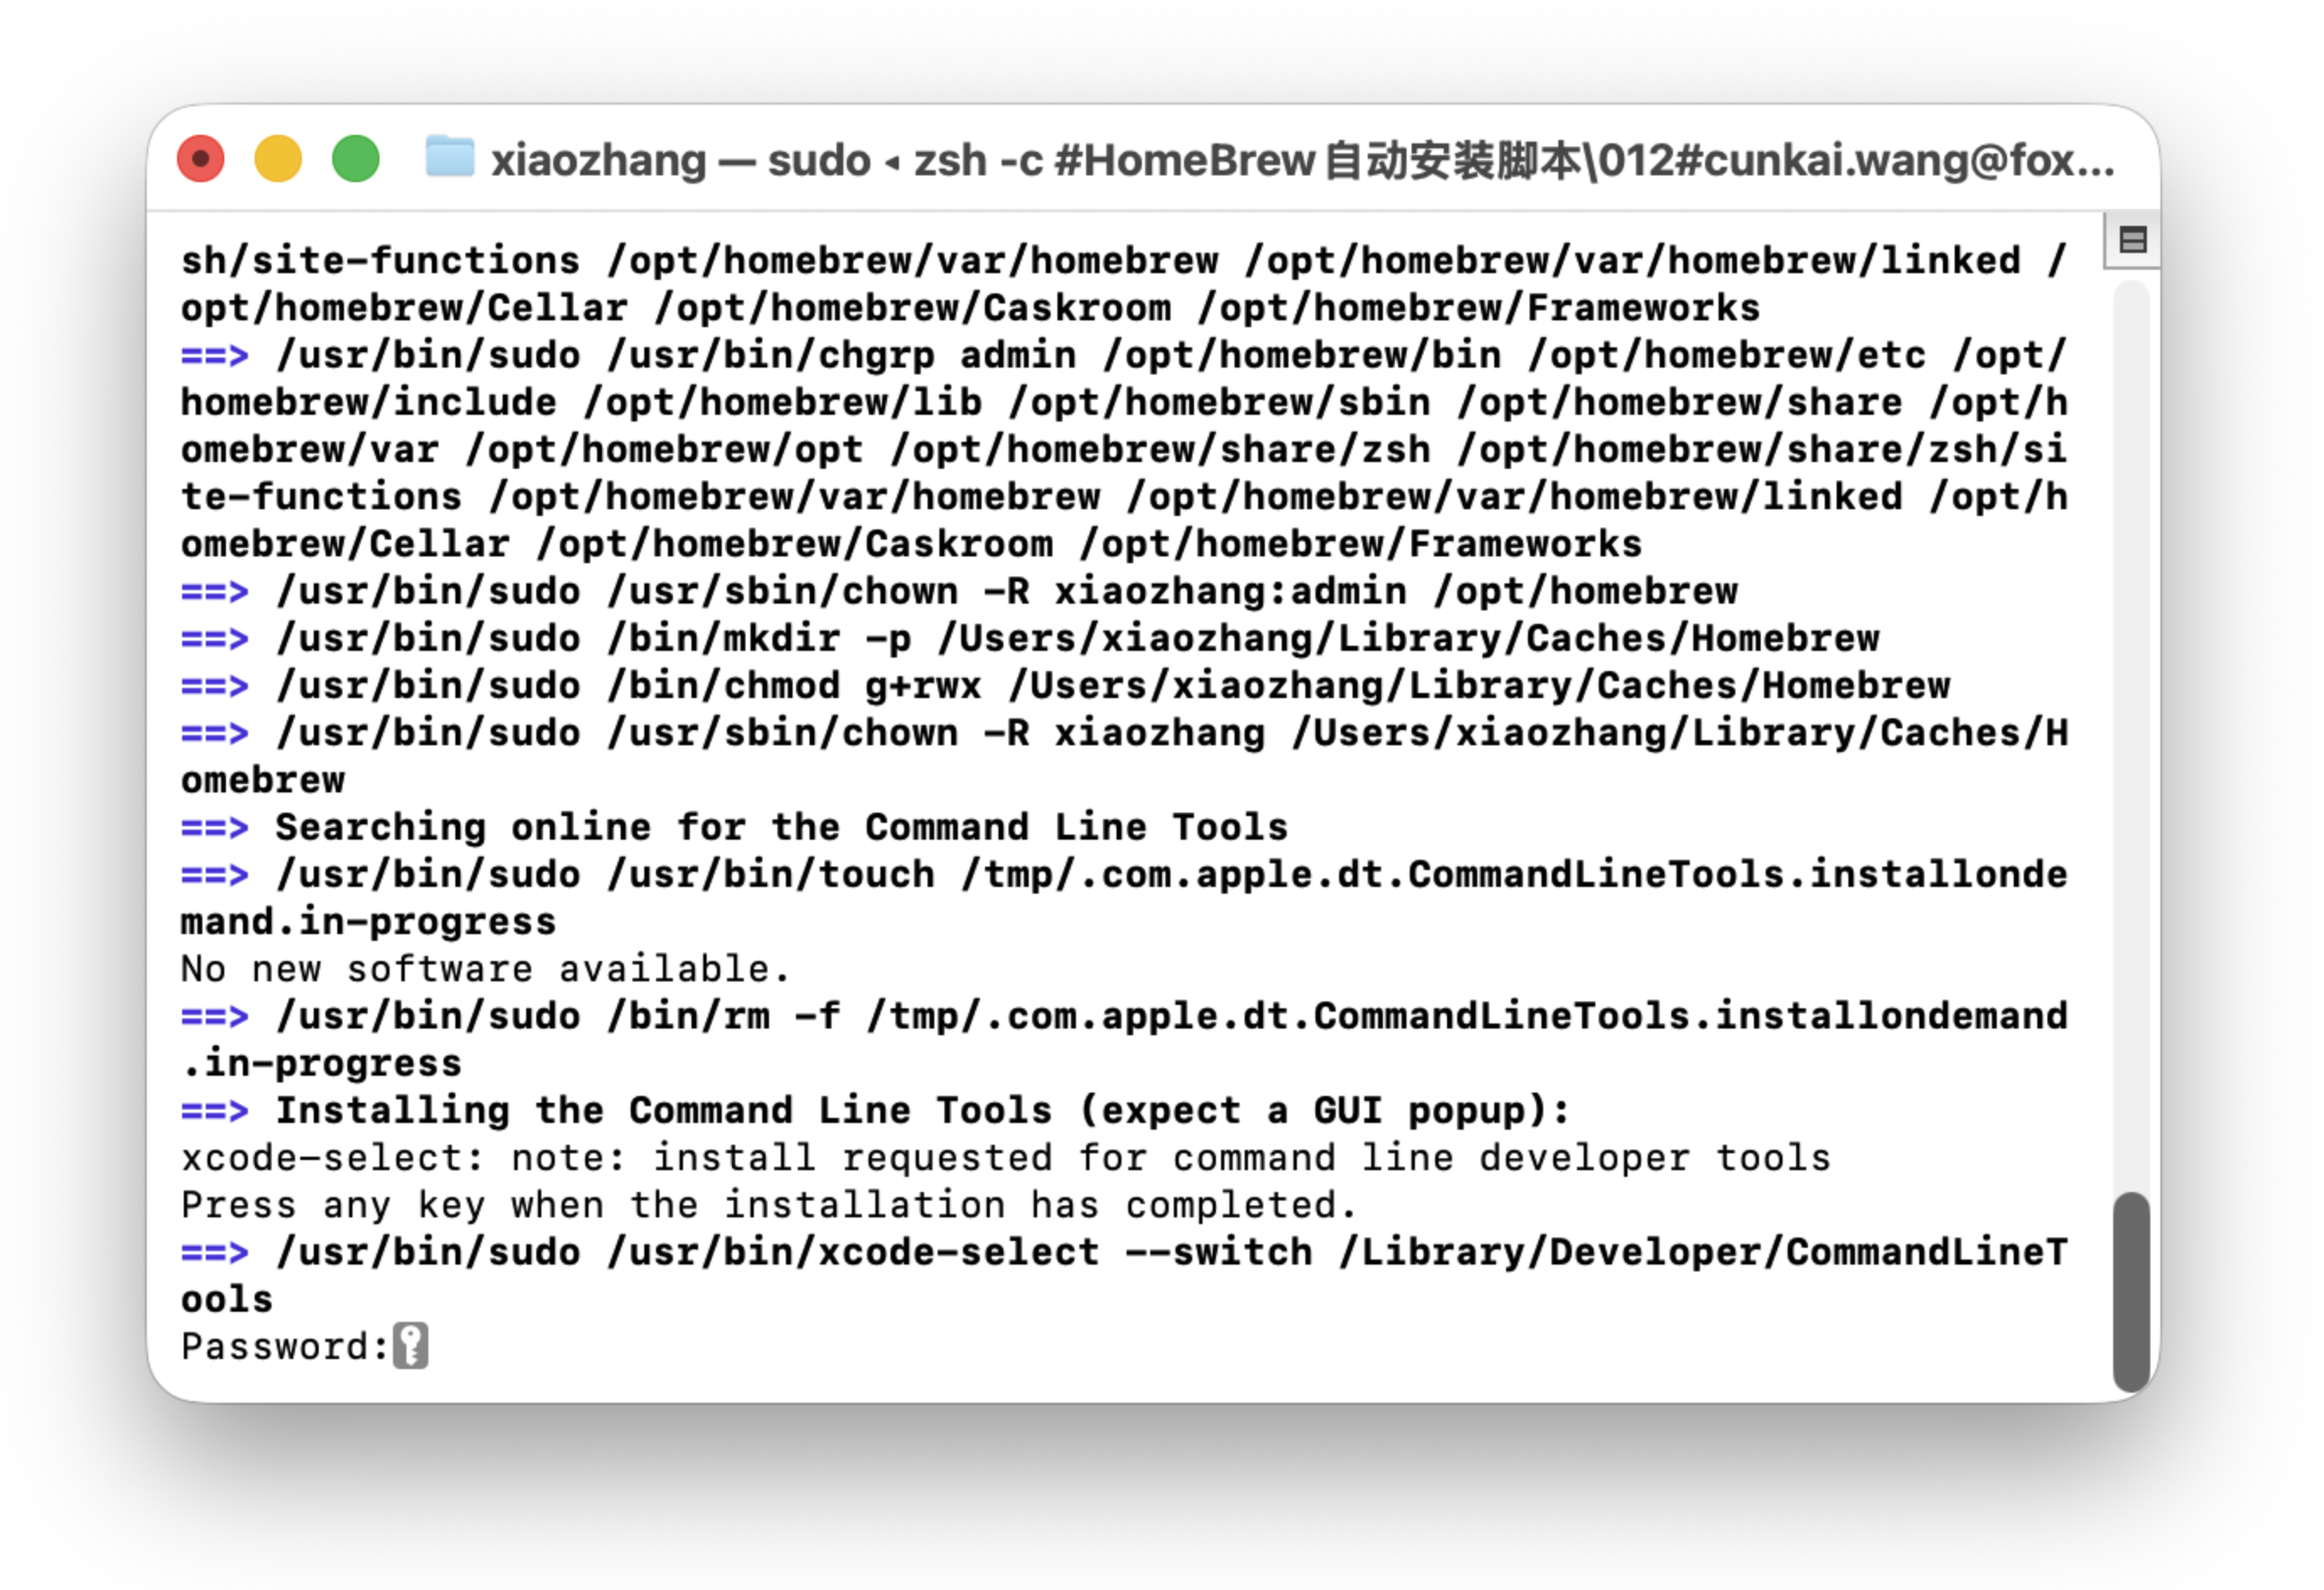 xiaozhang — sudo ◂ zsh -c #HomeBrew自动安装脚本\012#cunkai.wang@fox...
sh/site-functions /opt/homebrew/var/homebrew /opt/homebrew/var/homebrew/linked /
opt/homebrew/Cellar /opt/homebrew/Caskroom /opt/homebrew/Frameworks
==> /usr/bin/sudo /usr/bin/chgrp admin /opt/homebrew/bin /opt/homebrew/etc /opt/
homebrew/include /opt/homebrew/lib /opt/homebrew/sbin /opt/homebrew/share /opt/h
omebrew/var /opt/homebrew/opt /opt/homebrew/share/zsh /opt/homebrew/share/zsh/si
te-functions /opt/homebrew/var/homebrew /opt/homebrew/var/homebrew/linked /opt/h
omebrew/Cellar /opt/homebrew/Caskroom /opt/homebrew/Frameworks
==> /usr/bin/sudo /usr/sbin/chown -R xiaozhang:admin /opt/homebrew
==> /usr/bin/sudo /bin/mkdir -p /Users/xiaozhang/Library/Caches/Homebrew
==> /usr/bin/sudo /bin/chmod g+rwx /Users/xiaozhang/Library/Caches/Homebrew
==> /usr/bin/sudo /usr/sbin/chown -R xiaozhang /Users/xiaozhang/Library/Caches/H
omebrew
==> Searching online for the Command Line Tools
==> /usr/bin/sudo /usr/bin/touch /tmp/.com.apple.dt.CommandLineTools.installonde
mand.in-progress
No new software available.
==> /usr/bin/sudo /bin/rm -f /tmp/.com.apple.dt.CommandLineTools.installondemand
.in-progress
==> Installing the Command Line Tools (expect a GUI popup):
xcode-select: note: install requested for command line developer tools
Press any key when the installation has completed.
==> /usr/bin/sudo /usr/bin/xcode-select --switch /Library/Developer/CommandLineT
ools
Password: